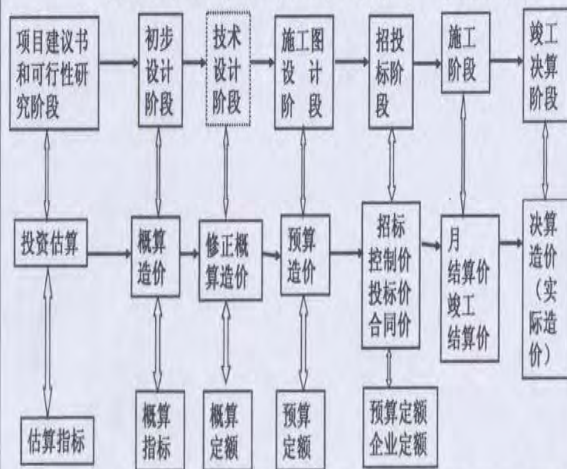 项目建议书
和可行性研
究阶段
初步
设计
阶段
技术
设计
阶段
施工图
设 计
阶 段
招投
标阶
段
施工
阶段
竣工
决算
阶段
投资估算
概算
造价
修正概
算造价
预算
造价
招标
控制价
投标价
合同价
月
结算价
竣工
结算价
决算
造价
（实
际造
价）
估算指标
概算
指标
概算
定额
预算
定额
预算定额
企业定额